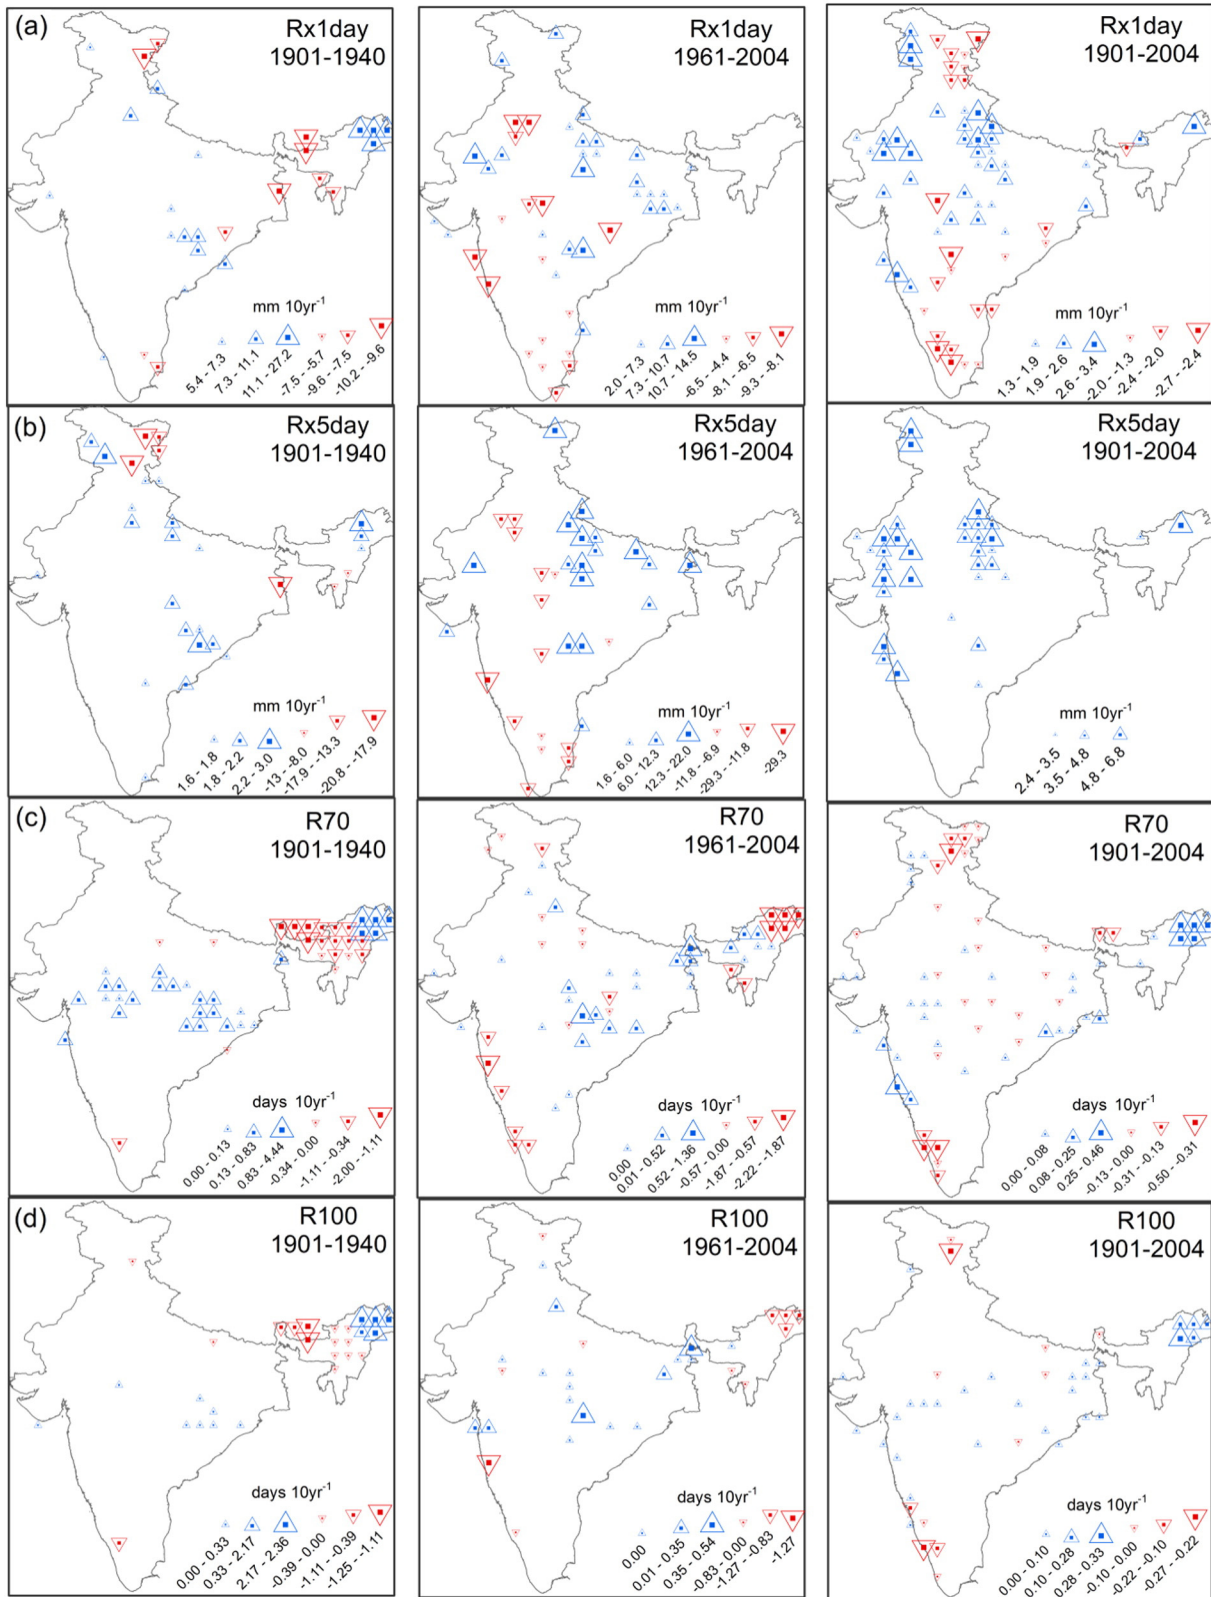 (a)
Rx1day
1901-1940
mm 10yr-1
5.4 - 7.3
7.3 - 11.1
11.1 - 27.2
-7.5 - -5.7
-9.6 - -7.5
-10.2 - -9.6
Rx1day
1961-2004
mm 10yr-1
2.0 - 7.3
7.3 - 10.7
10.7 - 14.5
-6.5 - -4.4
-8.1 - -6.5
-9.3 - -8.1
Rx1day
1901-2004
mm 10yr-1
1.3 - 1.9
1.9 - 2.6
2.6 - 3.4
-2.0 - -1.3
-2.4 - -2.0
-2.7 - -2.4
(b)
Rx5day
1901-1940
mm 10yr-1
1.6 - 1.8
1.8 - 2.2
2.2 - 3.0
-13 - -8.0
-17.9 - -13.3
-20.8 - -17.9
Rx5day
1961-2004
mm 10yr-1
1.6 - 6.0
6.0 - 12.3
12.3 - 22.0
-11.8 - -6.9
-29.3 - -11.8
-29.3
Rx5day
1901-2004
mm 10yr-1
2.4 - 3.5
3.5 - 4.8
4.8 - 6.8
(c)
R70
1901-1940
days 10yr-1
0.00 - 0.13
0.13 - 0.83
0.83 - 4.44
-0.34 - 0.00
-1.11 - -0.34
-2.00 - -1.11
R70
1961-2004
days 10yr-1
0.00
0.01 - 0.52
0.52 - 1.36
-0.57 - 0.00
-1.87 - -0.57
-2.22 - -1.87
R70
1901-2004
days 10yr-1
0.00 - 0.08
0.08 - 0.25
0.25 - 0.46
-0.13 - 0.00
-0.31 - -0.13
-0.50 - -0.31
(d)
R100
1901-1940
days 10yr-1
0.00 - 0.33
0.33 - 2.17
2.17 - 2.36
-0.39 - 0.00
-1.11 - -0.39
-1.25 - -1.11
R100
1961-2004
days 10yr-1
0.00
0.01 - 0.35
0.35 - 0.54
-0.83 - 0.00
-1.27 - -0.83
-1.27
R100
1901-2004
days 10yr-1
0.00 - 0.10
0.10 - 0.28
0.28 - 0.33
-0.10 - 0.00
-0.22 - -0.10
-0.27 - -0.22